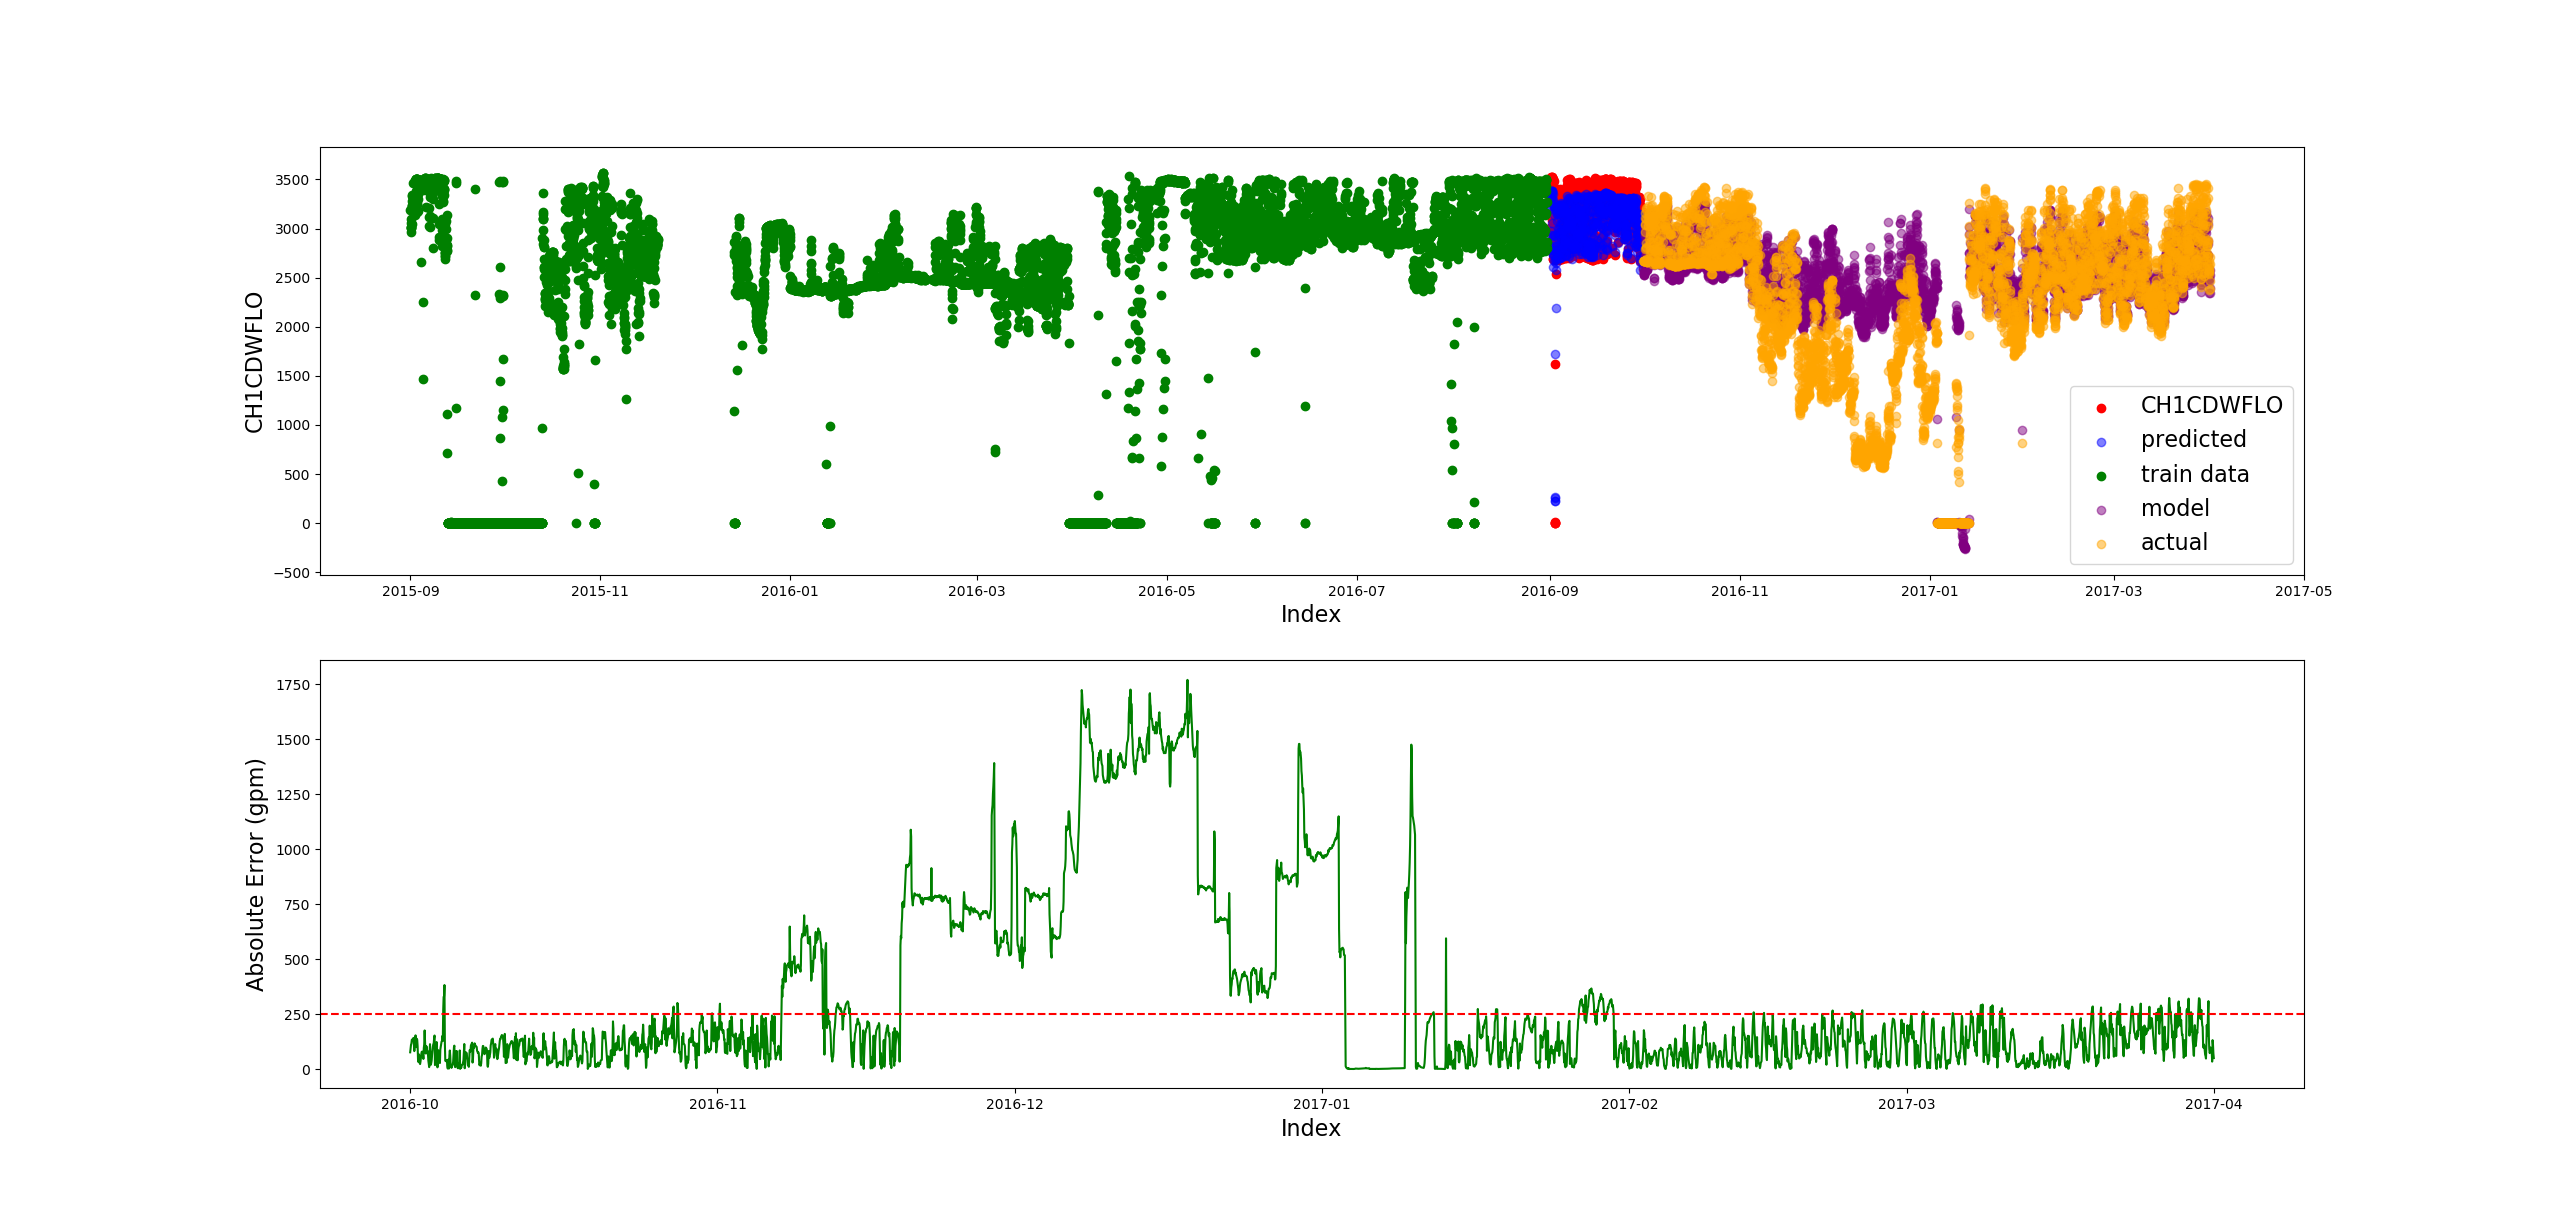 3500
3000
2500
2000
1500
1000
500
0
−500
CH1CDWFLO
CH1CDWFLO
predicted
train data
model
actual
2015-09 2015-11 2016-01 2016-03 2016-05 2016-07 2016-09 2016-11 2017-01 2017-03 2017-05
Index
1750
1500
1250
1000
750
500
250
0
Absolute Error (gpm)
2016-10 2016-11 2016-12 2017-01 2017-02 2017-03 2017-04
Index